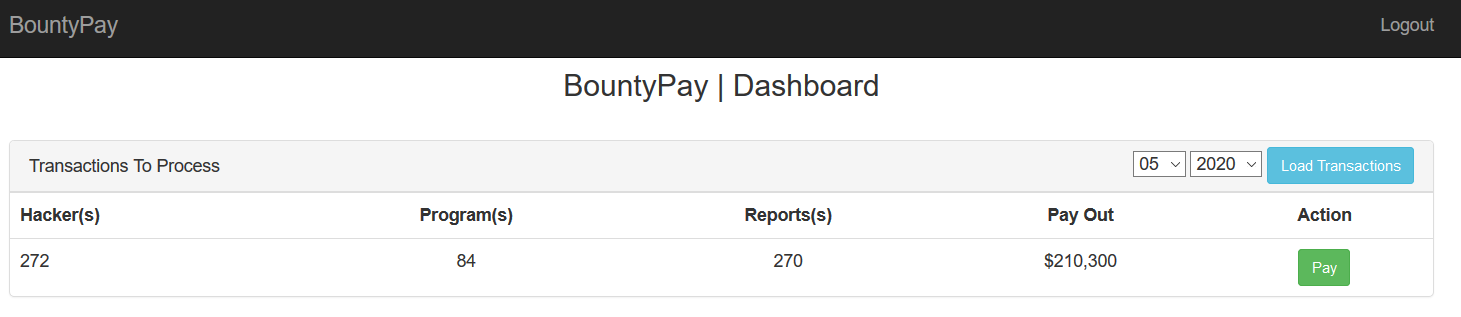 BountyPay Logout
BountyPay | Dashboard
Transactions To Process 05 2020 Load Transactions
Hacker(s) Program(s) Reports(s) Pay Out Action
272 84 270 $210,300 Pay